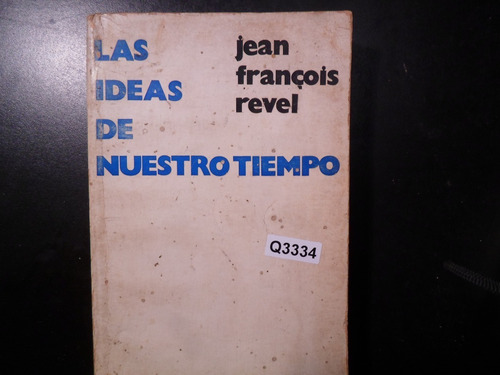 LAS
IDEAS
DE
NUESTRO TIEMPO
jean
françois
revel
Q3334